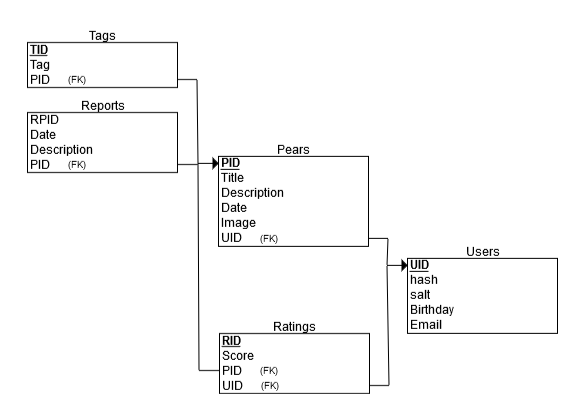 Tags
TID
Tag
PID (FK)
Reports
RPID
Date
Description
PID (FK)
Pears
PID
Title
Description
Date
Image
UID (FK)
Users
UID
hash
salt
Birthday
Email
Ratings
RID
Score
PID (FK)
UID (FK)